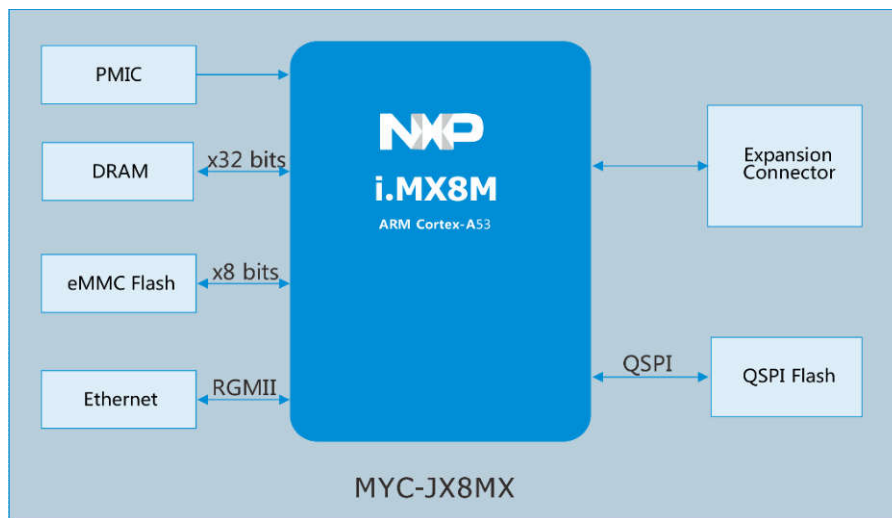 PMIC
DRAM
x32 bits
eMMC Flash
x8 bits
Ethernet
RGMII
NXP
i.MX8M
ARM Cortex-A53
Expansion
Connector
QSPI
QSPI Flash
MYC-JX8MX